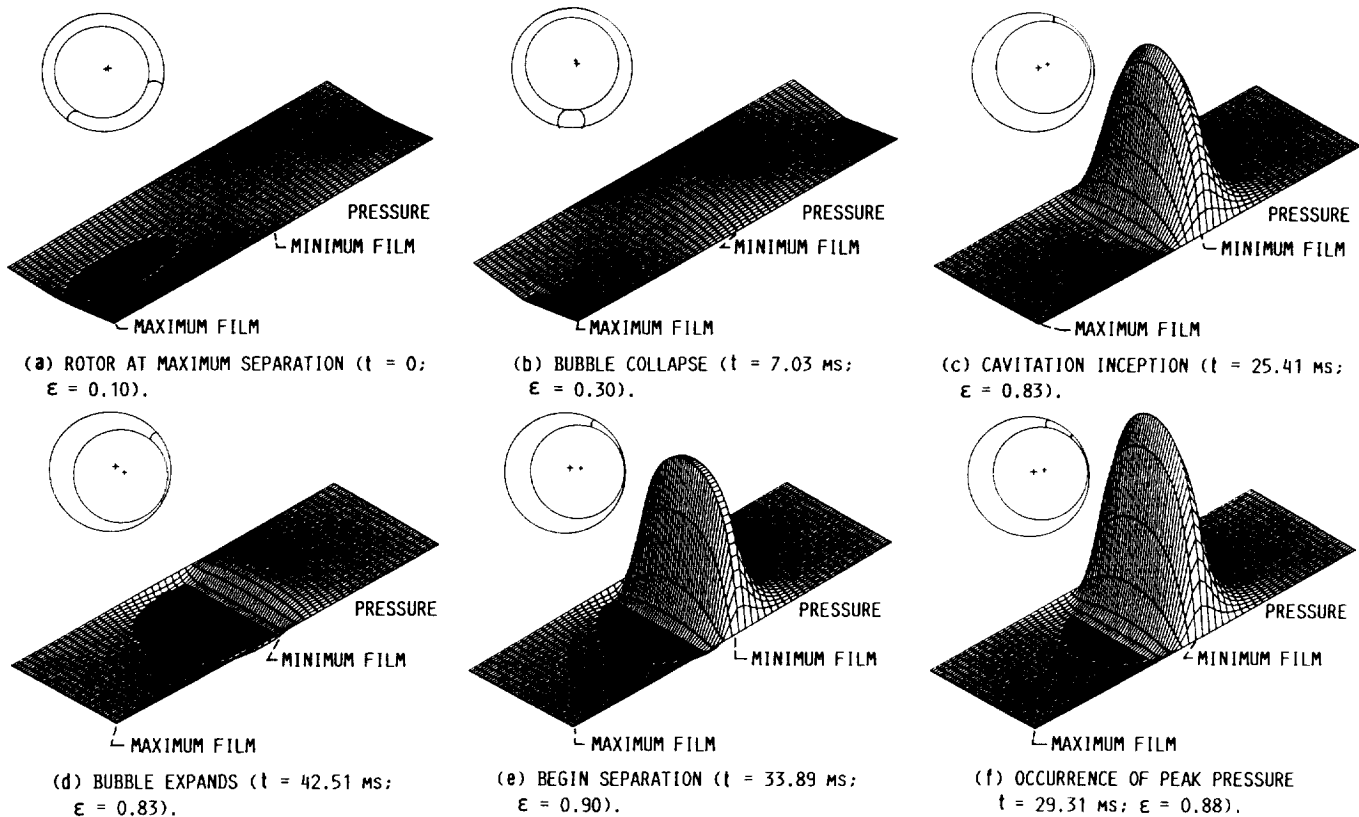 PRESSURE
MINIMUM FILM
MAXIMUM FILM
(a) ROTOR AT MAXIMUM SEPARATION (t = 0;
ε = 0.10).
PRESSURE
MINIMUM FILM
MAXIMUM FILM
(b) BUBBLE COLLAPSE (t = 7.03 MS;
ε = 0.30).
PRESSURE
MINIMUM FILM
MAXIMUM FILM
(c) CAVITATION INCEPTION (t = 25.41 MS;
ε = 0.83).
PRESSURE
MINIMUM FILM
MAXIMUM FILM
(d) BUBBLE EXPANDS (t = 42.51 MS;
ε = 0.83).
PRESSURE
MINIMUM FILM
MAXIMUM FILM
(e) BEGIN SEPARATION (t = 33.89 MS;
ε = 0.90).
PRESSURE
MINIMUM FILM
MAXIMUM FILM
(f) OCCURRENCE OF PEAK PRESSURE
t = 29.31 MS; ε = 0.88).